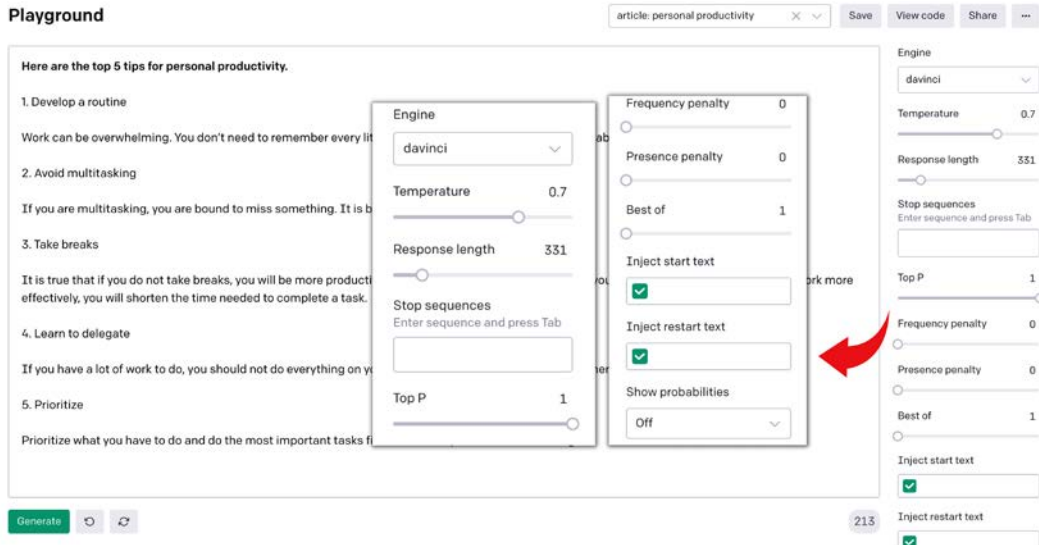 Playground
article: personal productivity
Save
View code
Share
Here are the top 5 tips for personal productivity.
1. Develop a routine
Work can be overwhelming. You don't need to remember every
2. Avoid multitasking
If you are multitasking, you are bound to miss something. It is
3. Take breaks
It is true that if you do not take breaks, you will be more
effectively, you will shorten the time needed to complete a task.
more
4. Learn to delegate
If you have a lot of work to do, you should not do everything on
5. Prioritize
Prioritize what you have to do and do the most important tasks
Generate
213
Engine
davinci
Temperature 0.7
Response length 331
Stop sequences
Enter sequence and press Tab
Top P 1
Frequency penalty 0
Presence penalty 0
Best of 1
Inject start text
Inject restart text
Show probabilities
Off
Engine
davinci
Temperature 0.7
Response length 331
Stop sequences
Enter sequence and press Tab
Top P 1
Frequency penalty 0
Presence penalty 0
Best of 1
Inject start text
Inject restart text